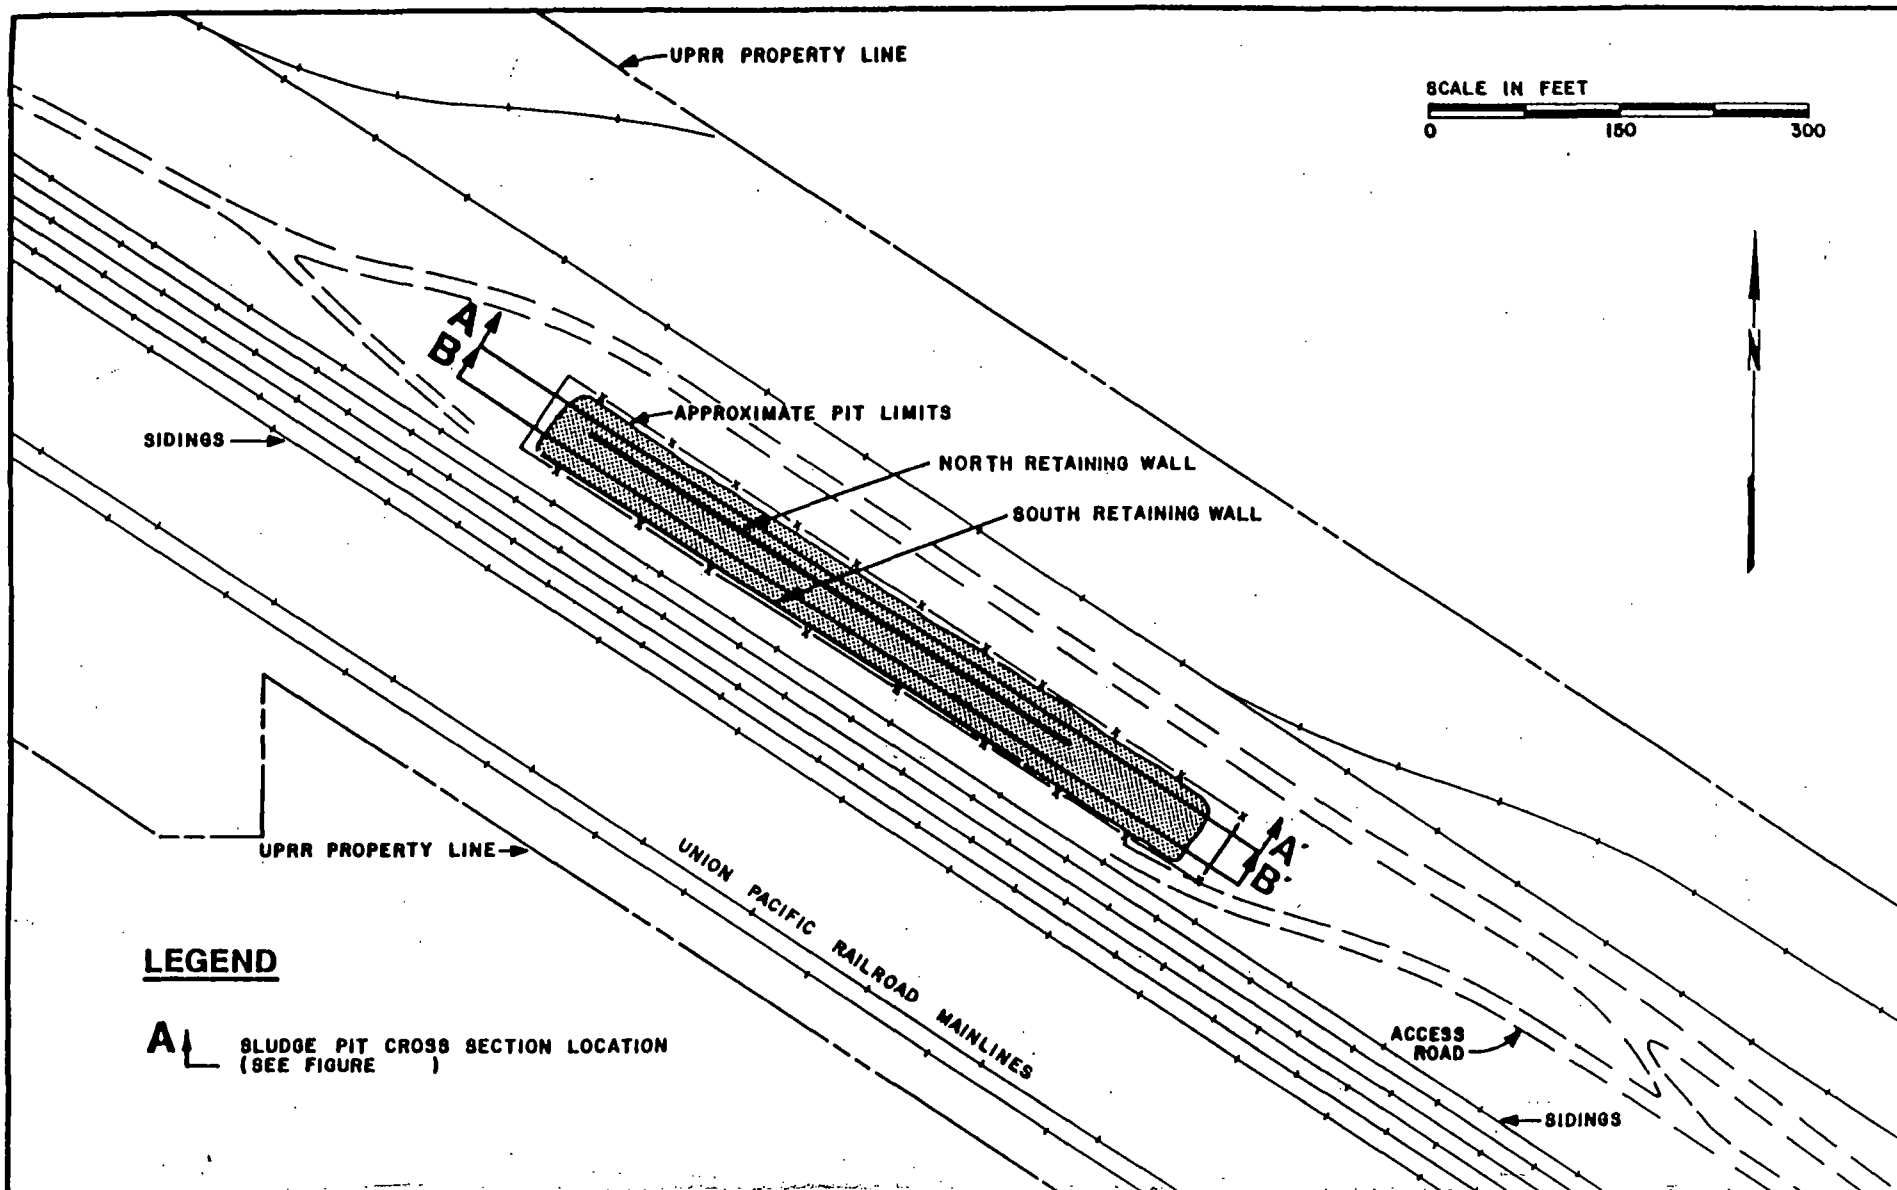 UPRR PROPERTY LINE
SCALE IN FEET
0 150 300
N
A
B
APPROXIMATE PIT LIMITS
SIDINGS
NORTH RETAINING WALL
SOUTH RETAINING WALL
A'
B'
UPRR PROPERTY LINE
UNION PACIFIC RAILROAD MAINLINES
LEGEND
A
SLUDGE PIT CROSS SECTION LOCATION
(SEE FIGURE )
ACCESS
ROAD
SIDINGS